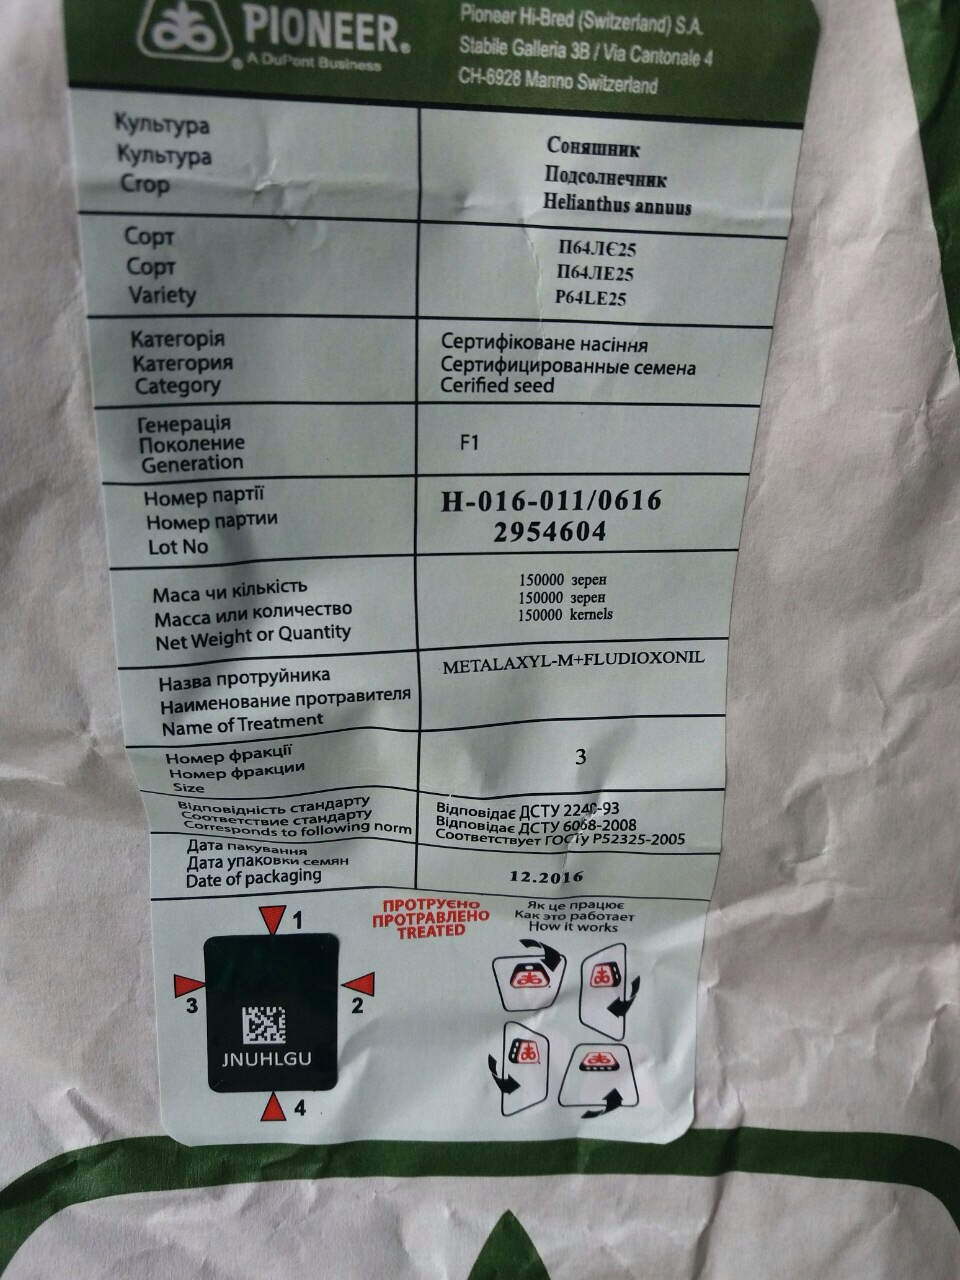 PIONEER®
A DuPont Business
Pioneer Hi-Bred (Switzerland) S.A.
Stabile Galleria 3B / Via Cantonale 4
CH-6928 Manno Switzerland
Культура
Культура
Crop
Соняшник
Подсолнечник
Helianthus annuus
Сорт
Сорт
Variety
П64ЛЄ25
П64ЛЕ25
P64LE25
Категорія
Категория
Category
Сертифіковане насіння
Сертифицированные семена
Cerified seed
Генерація
Поколение
Generation
F1
Номер партії
Номер партии
Lot No
H-016-011/0616
2954604
Маса чи кількість
Масса или количество
Net Weight or Quantity
150000 зерен
150000 зерен
150000 kernels
Назва протруйника
Наименование протравителя
Name of Treatment
METALAXYL-M+FLUDIOXONIL
Номер фракції
Номер фракции
Size
3
Відповідність стандарту
Соответствие стандарту
Corresponds to following norm
Відповідає ДСТУ 2240-93
Відповідає ДСТУ 6068-2008
Соответствует ГОСТу Р52325-2005
Дата пакування
Дата упаковки семян
Date of packaging
12.2016
ПРОТРУЄНО
ПРОТРАВЛЕНО
TREATED
Як це працює
Как это работает
How it works
1
3
2
JNUHLGU
4